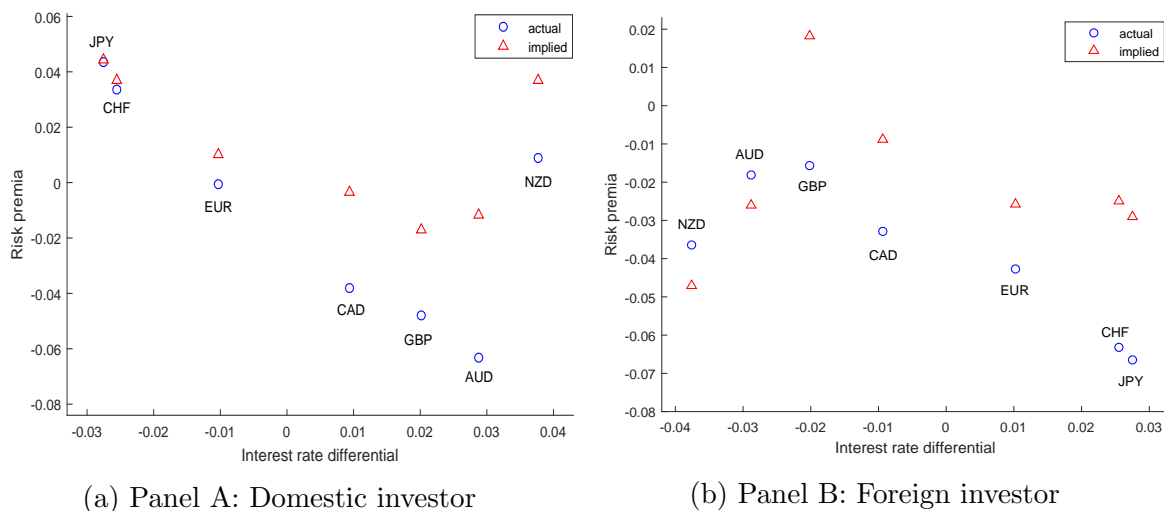 0.06
0.04
0.02
0
-0.02
-0.04
-0.06
-0.08
Risk premia
-0.03 -0.02 -0.01 0 0.01 0.02 0.03 0.04
Interest rate differential
actual
implied
JPY
CHF
EUR
CAD
GBP
AUD
NZD
(a) Panel A: Domestic investor
0.02
0.01
0
-0.01
-0.02
-0.03
-0.04
-0.05
-0.06
-0.07
-0.08
Risk premia
-0.04 -0.03 -0.02 -0.01 0 0.01 0.02 0.03
Interest rate differential
actual
implied
NZD
AUD
GBP
CAD
EUR
CHF
JPY
(b) Panel B: Foreign investor